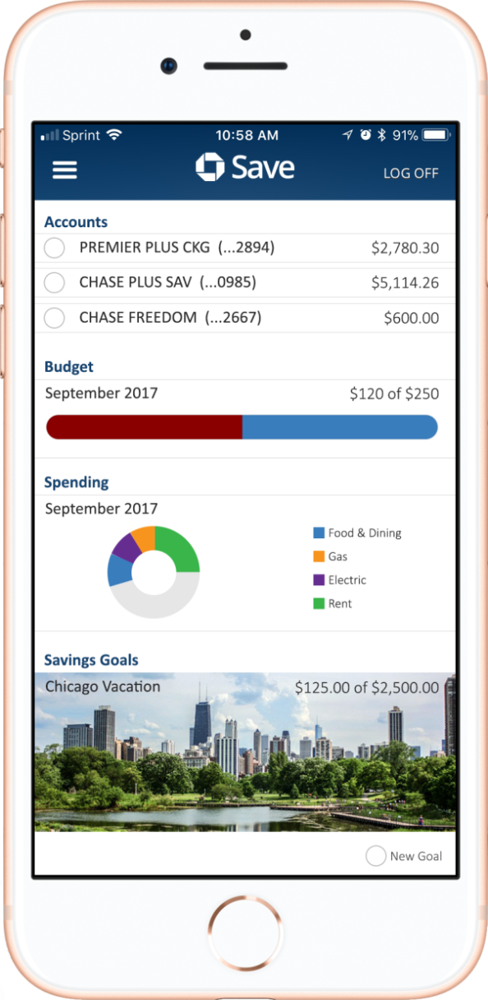 Sprint 10:58 AM 91%
Save LOG OFF
Accounts
PREMIER PLUS CKG (...2894) $2,780.30
CHASE PLUS SAV (...0985) $5,114.26
CHASE FREEDOM (...2667) $600.00
Budget
September 2017 $120 of $250
Spending
September 2017
Food & Dining
Gas
Electric
Rent
Savings Goals
Chicago Vacation $125.00 of $2,500.00
New Goal